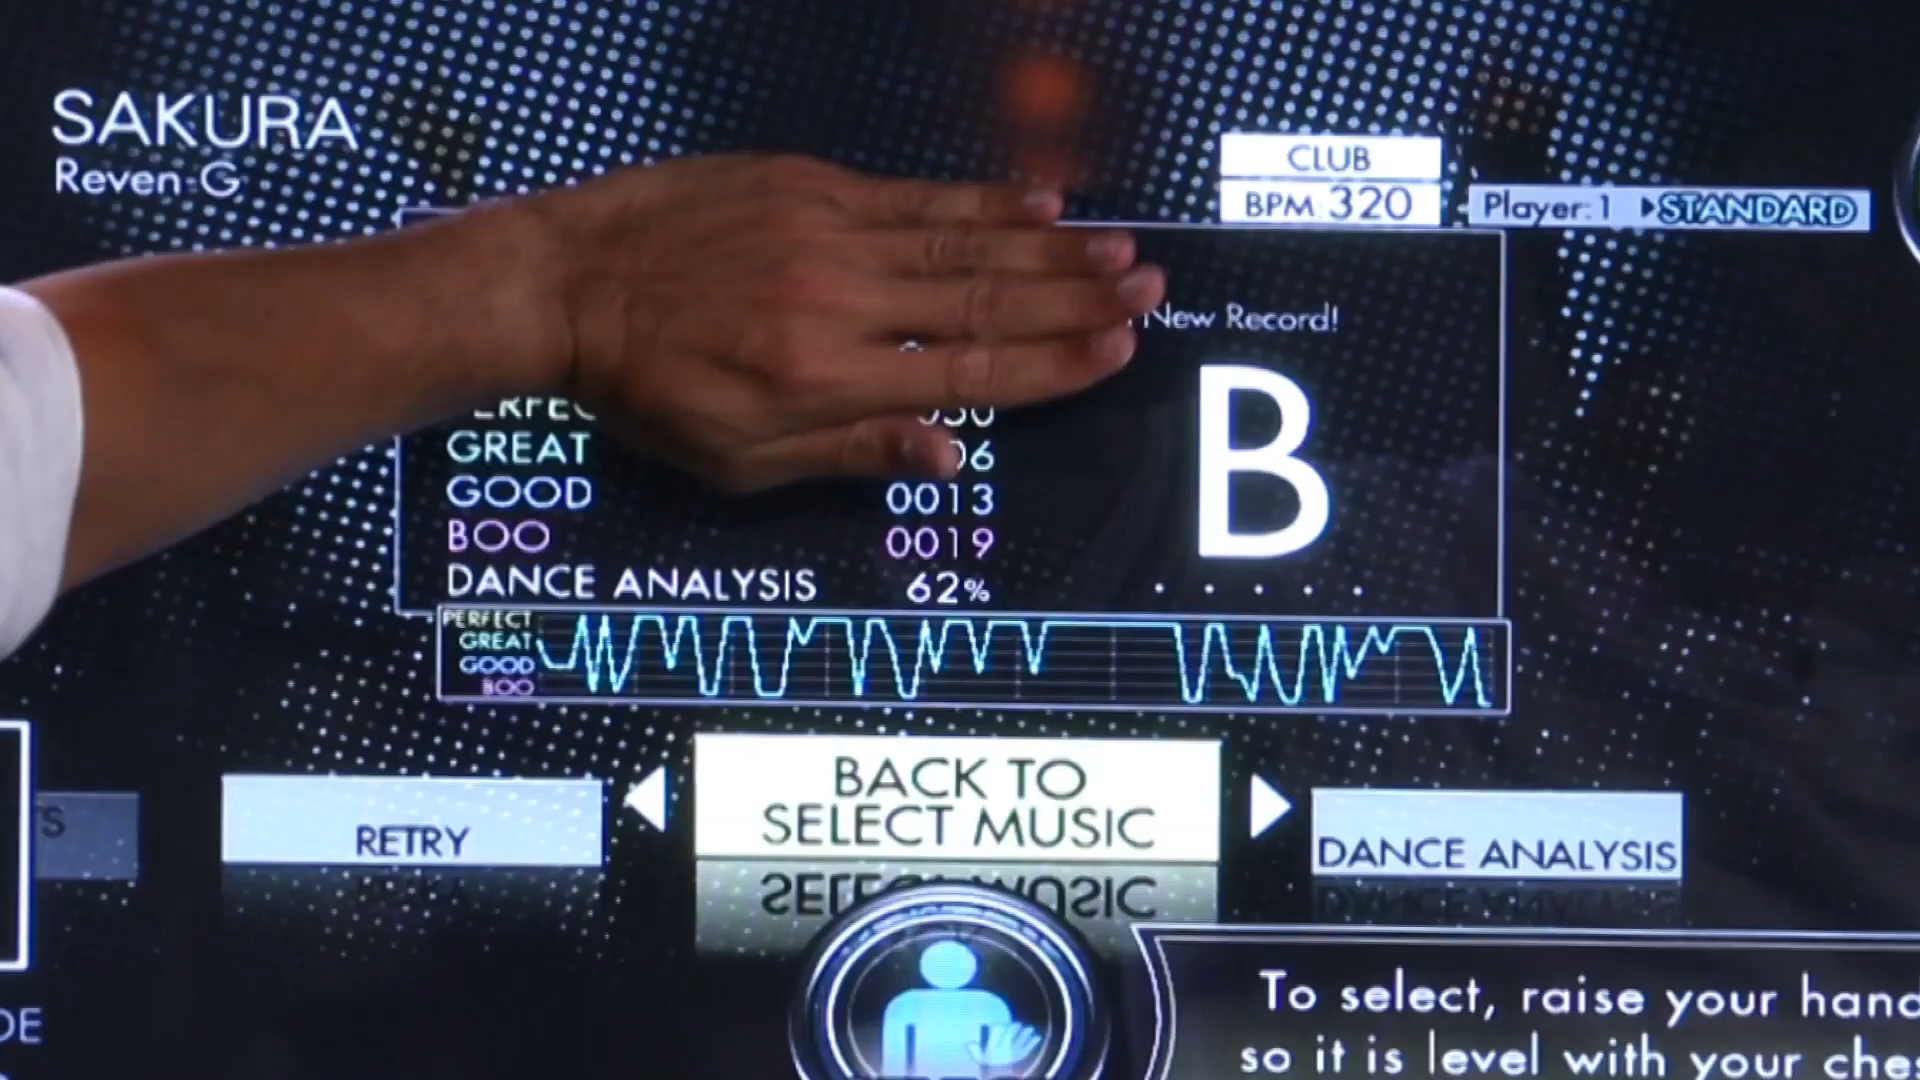 SAKURA
Reven-G
CLUB
BPM:320
Player:1 ▶STANDARD
New Record!
B
GREAT
GOOD 0013
BOO 0019
DANCE ANALYSIS 62%
PERFECT
GREAT
GOOD
BOO
RETRY
BACK TO
SELECT MUSIC
DANCE ANALYSIS
To select, raise your hand
so it is level with your